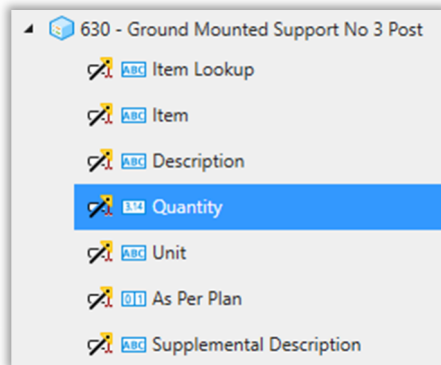 630 - Ground Mounted Support No 3 Post
ABC Item Lookup
ABC Item
ABC Description
3.14 Quantity
ABC Unit
0 1 As Per Plan
ABC Supplemental Description